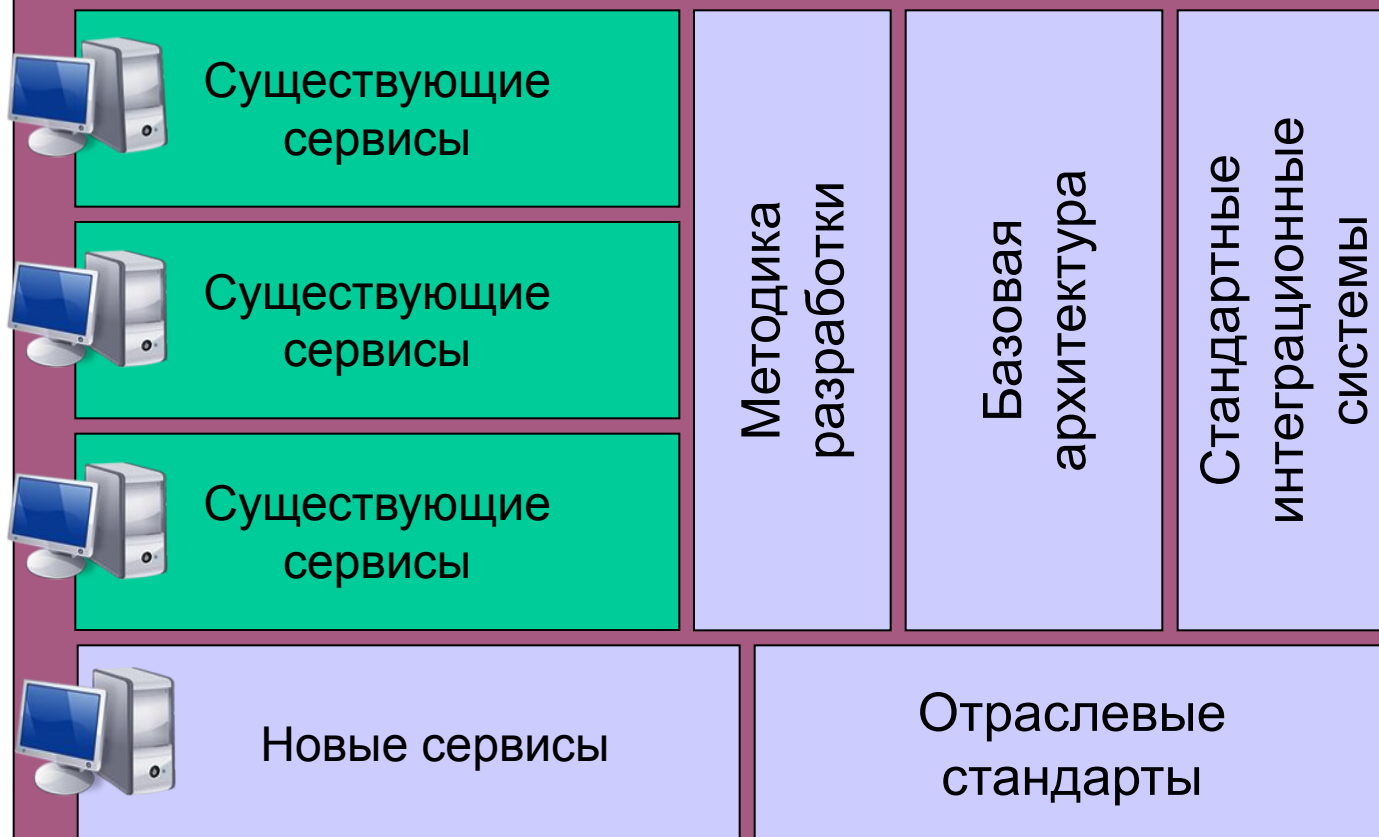 Существующие
сервисы
Существующие
сервисы
Существующие
сервисы
Методика
разработки
Базовая
архитектура
Стандартные
интеграционные
системы
Новые сервисы
Отраслевые
стандарты